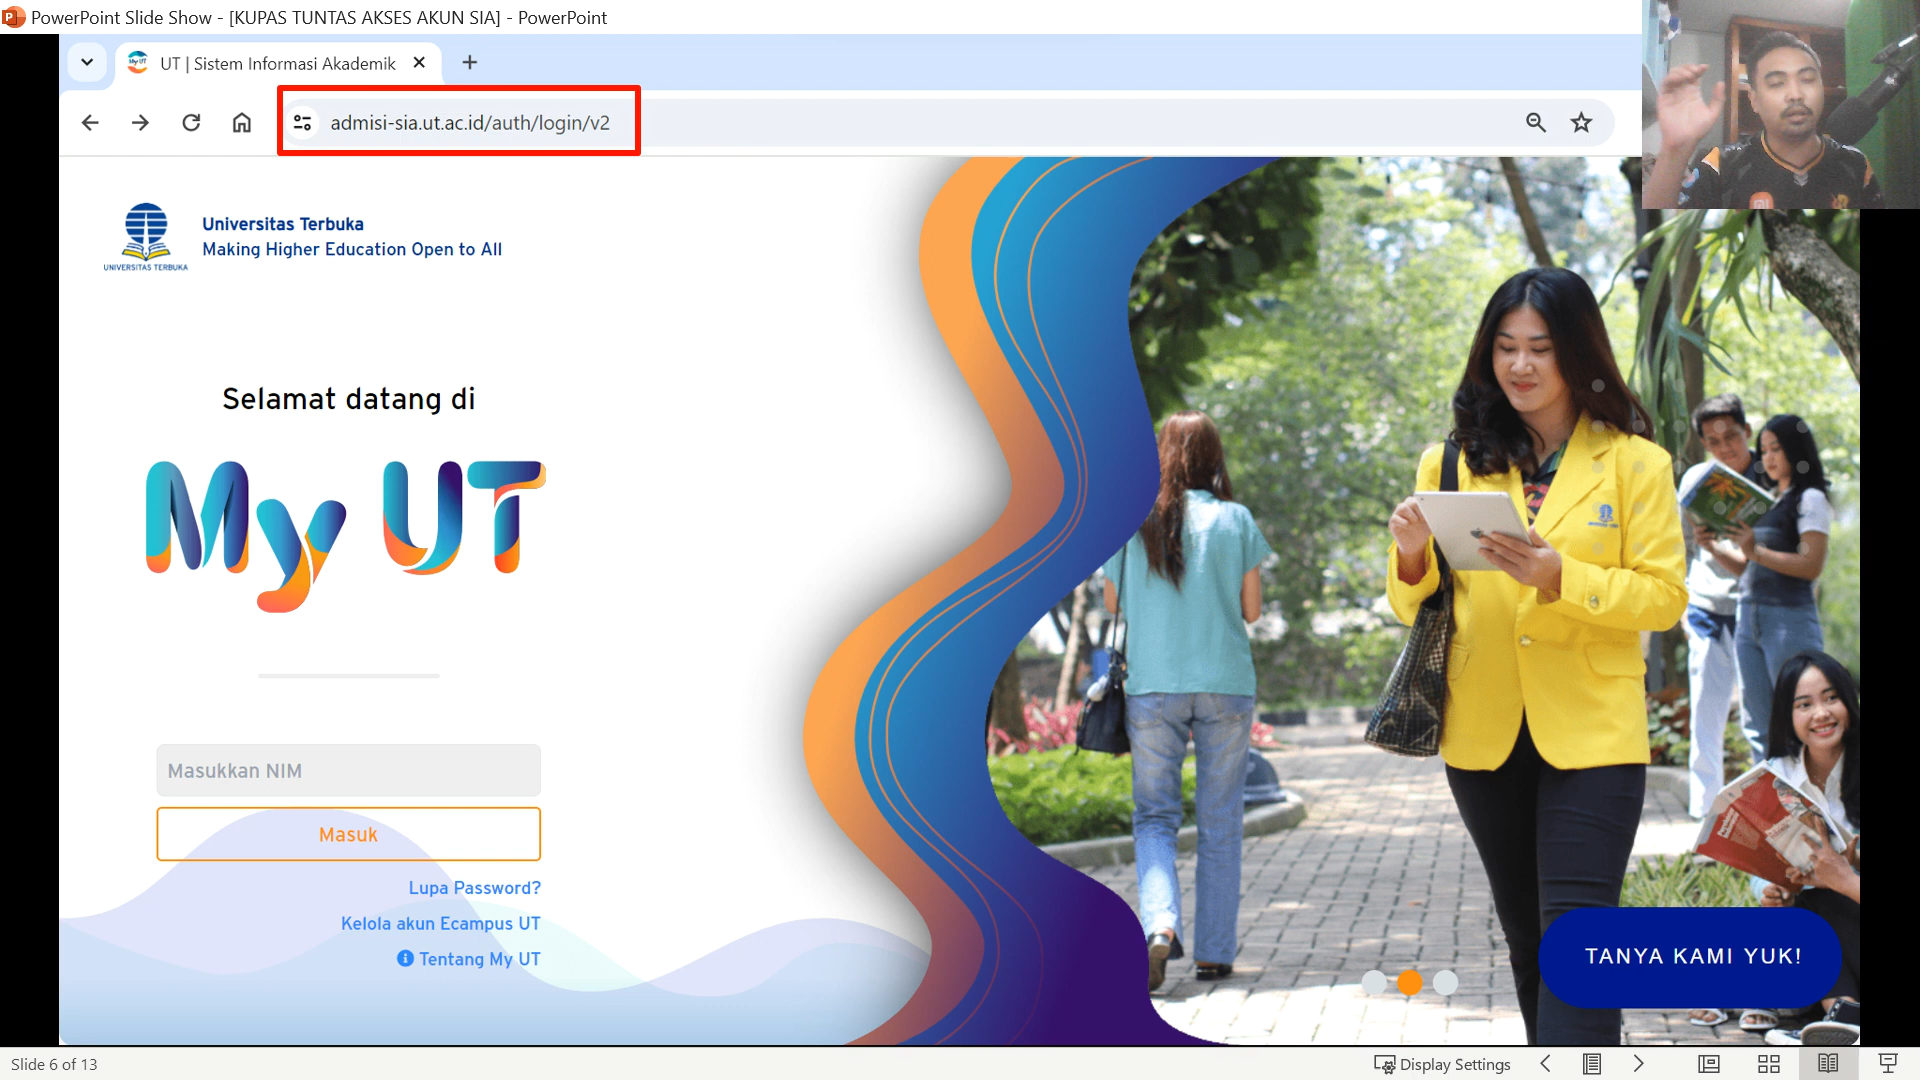 PowerPoint Slide Show - [KUPAS TUNTAS AKSES AKUN SIA] - PowerPoint
UT | Sistem Informasi Akademik
admisi-sia.ut.ac.id/auth/login/v2
Universitas Terbuka
Making Higher Education Open to All
UNIVERSITAS TERBUKA
Selamat datang di
My UT
Masukkan NIM
Masuk
Lupa Password?
Kelola akun Ecampus UT
Tentang My UT
TANYA KAMI YUK!
Slide 6 of 13
Display Settings